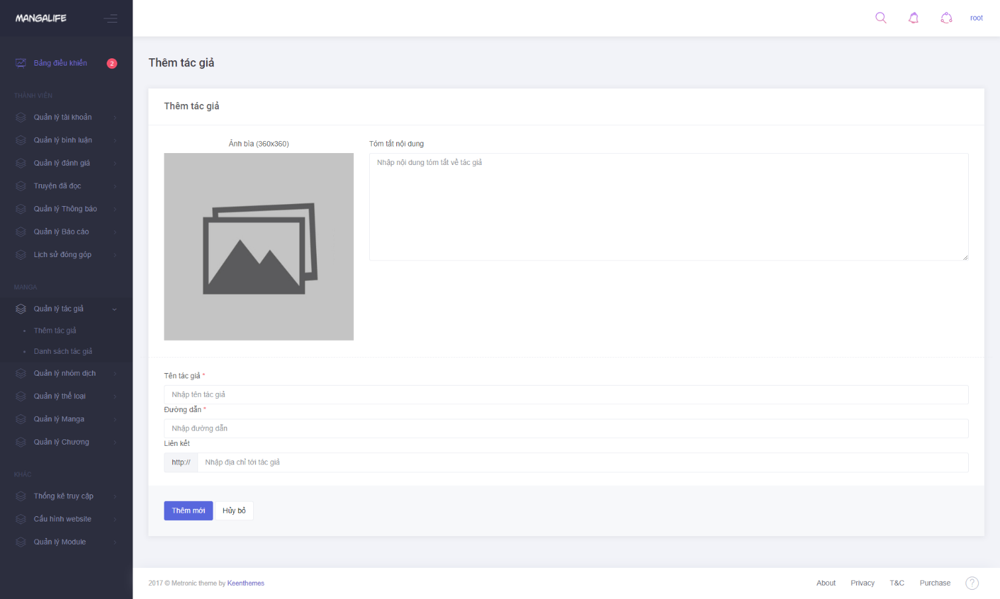 MANGALIFE
root
Bảng điều khiển
2
THÀNH VIÊN
Quản lý tài khoản
Quản lý bình luận
Quản lý đánh giá
Truyện đã đọc
Quản lý Thông báo
Quản lý Báo cáo
Lịch sử đóng góp
MANGA
Quản lý tác giả
Thêm tác giả
Danh sách tác giả
Quản lý nhóm dịch
Quản lý thể loại
Quản lý Manga
Quản lý Chương
KHÁC
Thống kê truy cập
Cấu hình website
Quản lý Module
Thêm tác giả
Thêm tác giả
Ảnh bìa (360x360)
Tóm tắt nội dung
Nhập nội dung tóm tắt về tác giả
Tên tác giả *
Nhập tên tác giả
Đường dẫn *
Nhập đường dẫn
Liên kết
http:// Nhập địa chỉ tới tác giả
Thêm mới Hủy bỏ
2017 © Metronic theme by Keenthemes
About Privacy T&C Purchase ?